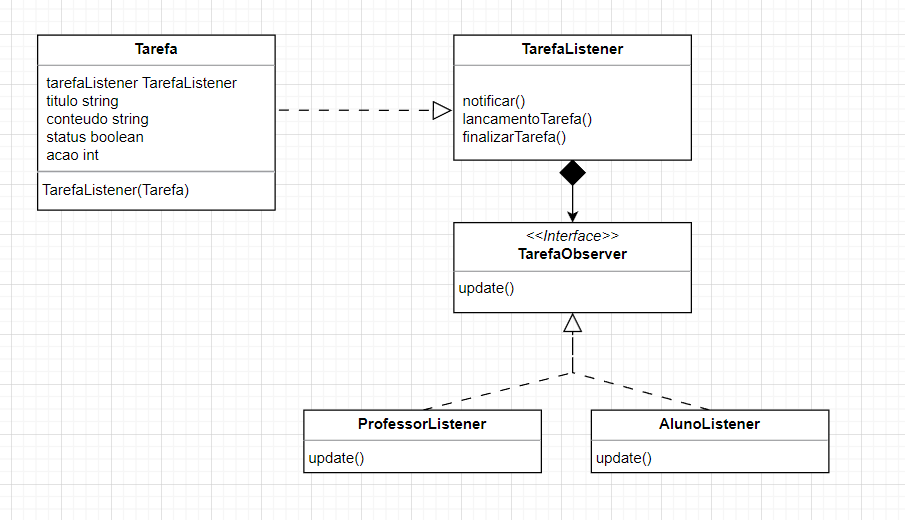 Tarefa
tarefaListener TarefaListener
titulo string
conteudo string
status boolean
acao int
TarefaListener(Tarefa)
TarefaListener
notificar()
lancamentoTarefa()
finalizarTarefa()
<<Interface>>
TarefaObserver
update()
ProfessorListener
update()
AlunoListener
update()